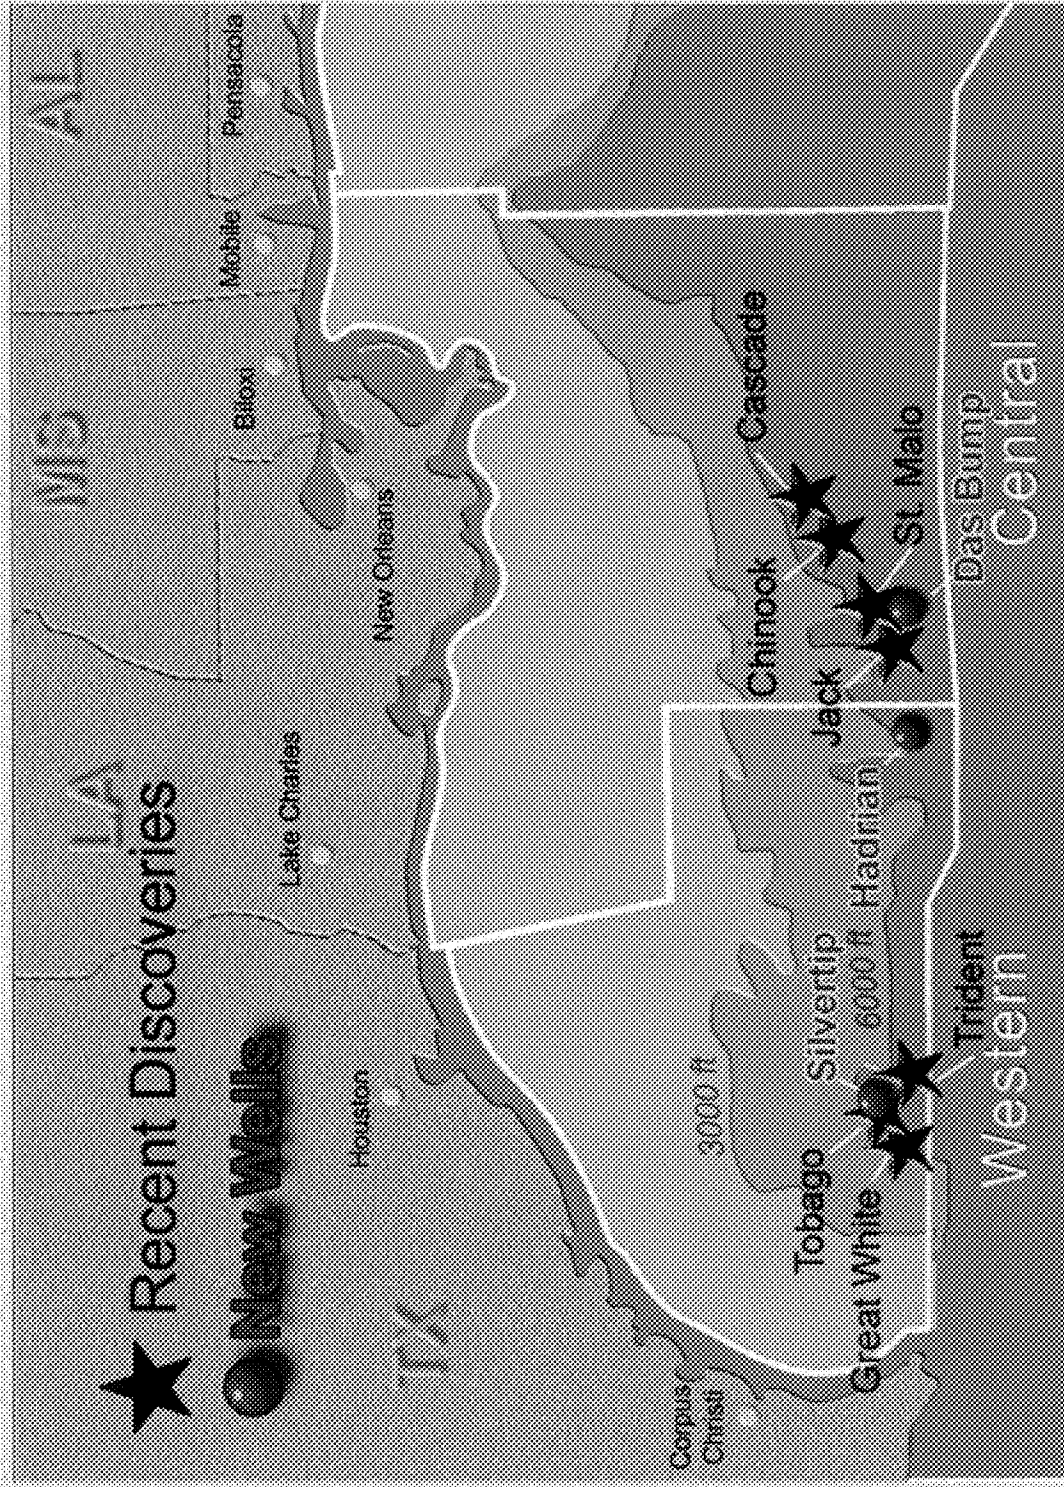 Recent Discoveries
New Wells
TX
LA
MIS
AL
Houston
Lake Charles
New Orleans
Biloxi
Mobile
Pensacola
Corpus
Christi
3000 ft
6000 ft
Tobago
Silvertip
Great White
Trident
Hadrian
Jack
Chinook
Cascade
St. Malo
Das Bump
Western
Central